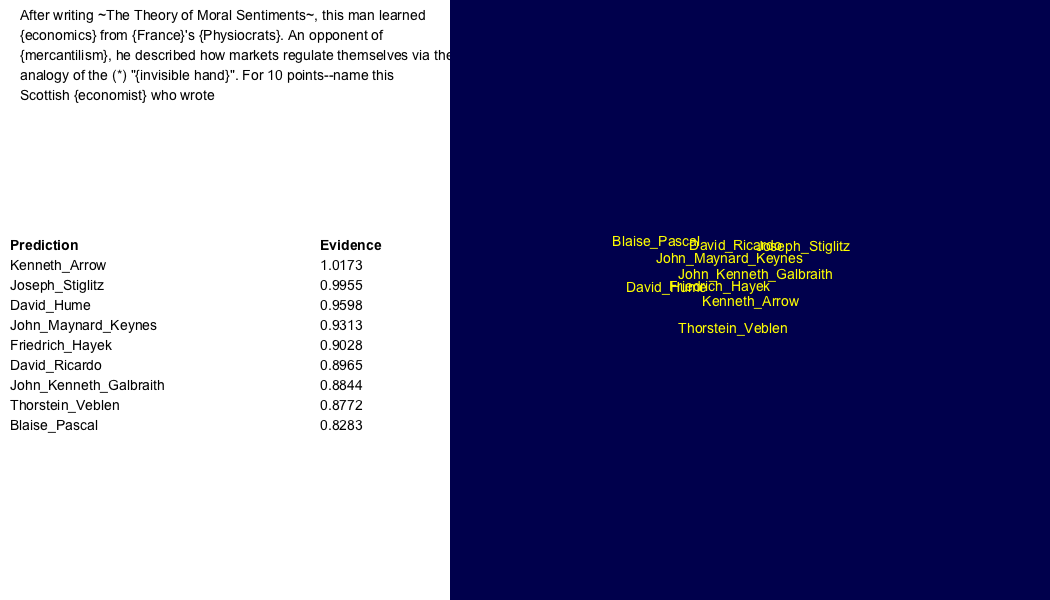 After writing ~The Theory of Moral Sentiments~, this man learned
{economics} from {France}'s {Physiocrats}. An opponent of
{mercantilism}, he described how markets regulate themselves via the
analogy of the (*) "{invisible hand}". For 10 points--name this
Scottish {economist} who wrote
Prediction Evidence
Kenneth_Arrow 1.0173
Joseph_Stiglitz 0.9955
David_Hume 0.9598
John_Maynard_Keynes 0.9313
Friedrich_Hayek 0.9028
David_Ricardo 0.8965
John_Kenneth_Galbraith 0.8844
Thorstein_Veblen 0.8772
Blaise_Pascal 0.8283
Blaise_Pascal David_Ricardo Joseph_Stiglitz
John_Maynard_Keynes
John_Kenneth_Galbraith
David_Hume Friedrich_Hayek
Kenneth_Arrow
Thorstein_Veblen